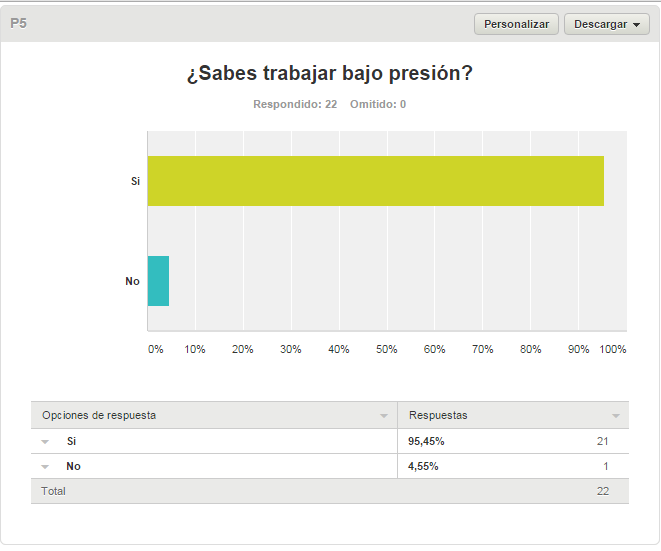 P5 Personalizar Descargar
¿Sabes trabajar bajo presión?
Respondido: 22 Omitido: 0
Si
No
0% 10% 20% 30% 40% 50% 60% 70% 80% 90% 100%
Opciones de respuesta Respuestas
Si 95,45% 21
No 4,55% 1
Total 22